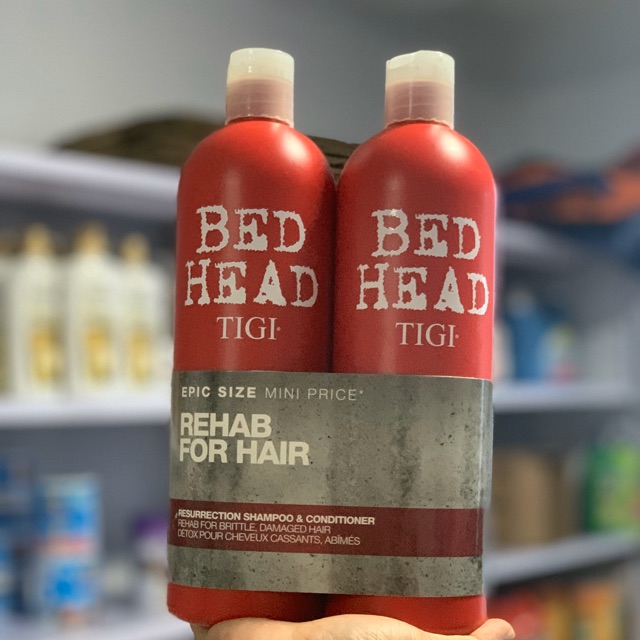 BED
HEAD
TIGI®
BED
HEAD
TIGI®
EPIC SIZE MINI PRICE*
REHAB
FOR HAIR
RESURRECTION SHAMPOO & CONDITIONER
REHAB FOR BRITTLE, DAMAGED HAIR
DETOX POUR CHEVEUX CASSANTS, ABÎMÉS